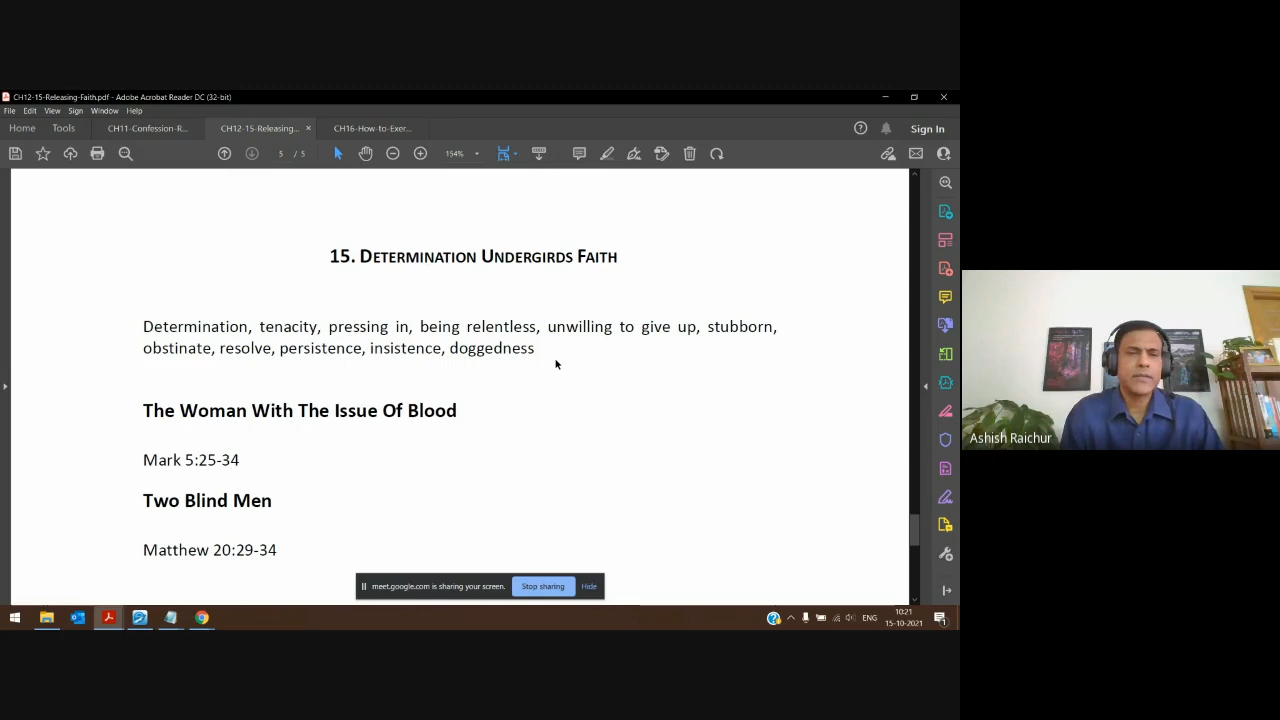 CH12-15-Releasing-Faith.pdf - Adobe Acrobat Reader DC (32-bit)
File Edit View Sign Window Help
Home Tools CH11-Confession-R... CH12-15-Releasing... × CH16-How-to-Exer... Sign In
5 / 5 154%
15. DETERMINATION UNDERGIRDS FAITH
Determination, tenacity, pressing in, being relentless, unwilling to give up, stubborn,
obstinate, resolve, persistence, insistence, doggedness
The Woman With The Issue Of Blood
Mark 5:25-34
Two Blind Men
Matthew 20:29-34
meet.google.com is sharing your screen. Stop sharing Hide
ENG 10:21
15-10-2021
Ashish Raichur